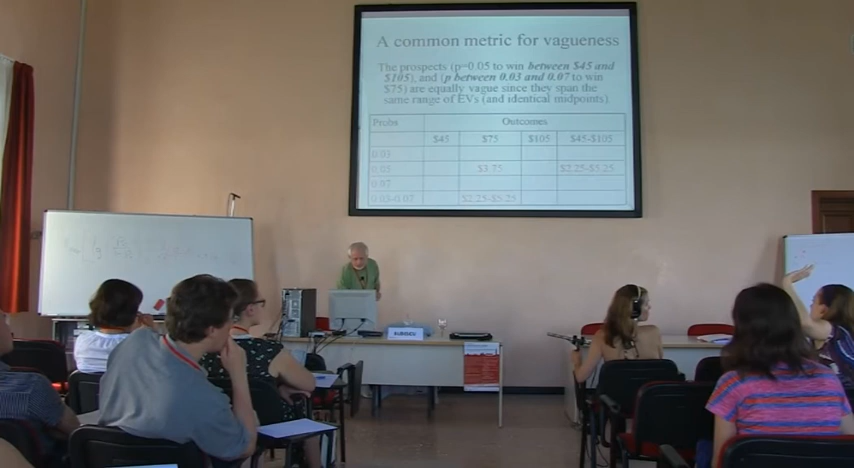 A common metric for vagueness
The prospects (p=0.05 to win between $45 and
$105), and (p between 0.03 and 0.07 to win
$75) are equally vague since they span the
same range of EVs (and identical midpoints)
Probs Outcomes
$45 $75 $105 $45-$105
0.03
0.05 $3.75 $2.25-$5.25
0.07
0.03-0.07 $2.25-$5.25